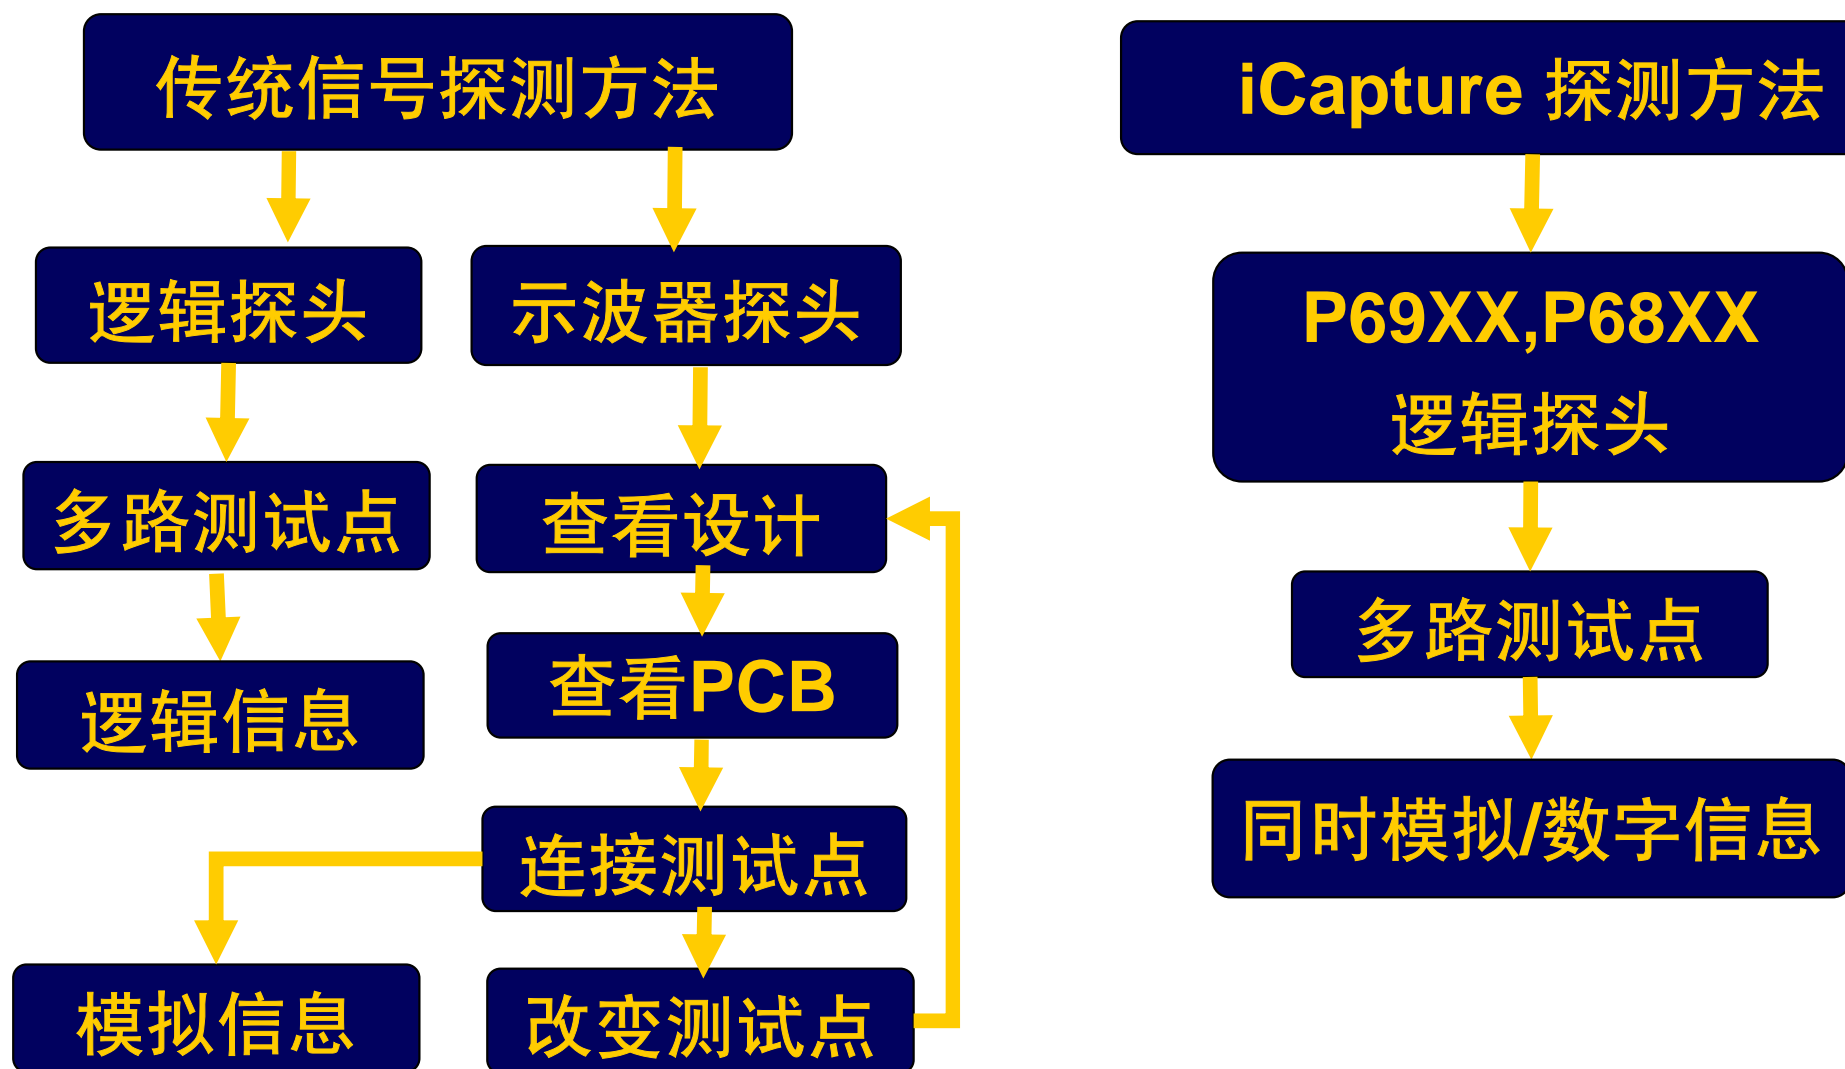 传统信号探测方法
逻辑探头
示波器探头
多路测试点
查看设计
逻辑信息
查看PCB
连接测试点
模拟信息
改变测试点
iCapture 探测方法
P69XX,P68XX
逻辑探头
多路测试点
同时模拟/数字信息